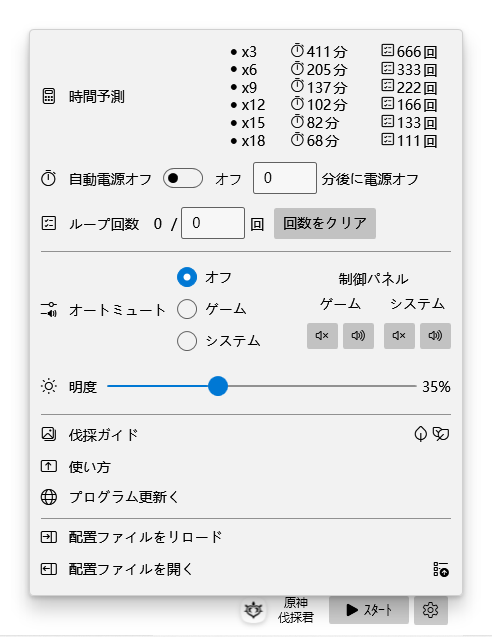 時間予測
● x3 411分 666回
● x6 205分 333回
● x9 137分 222回
● x12 102分 166回
● x15 82分 133回
● x18 68分 111回
自動電源オフ オフ 0 分後に電源オフ
ループ回数 0 / 0 回 回数をクリア
オートミュート
オフ
ゲーム
システム
制御パネル
ゲーム システム
明度 35%
伐採ガイド
使い方
プログラム更新く
配置ファイルをリロード
配置ファイルを開く
原神
伐採君
スタート